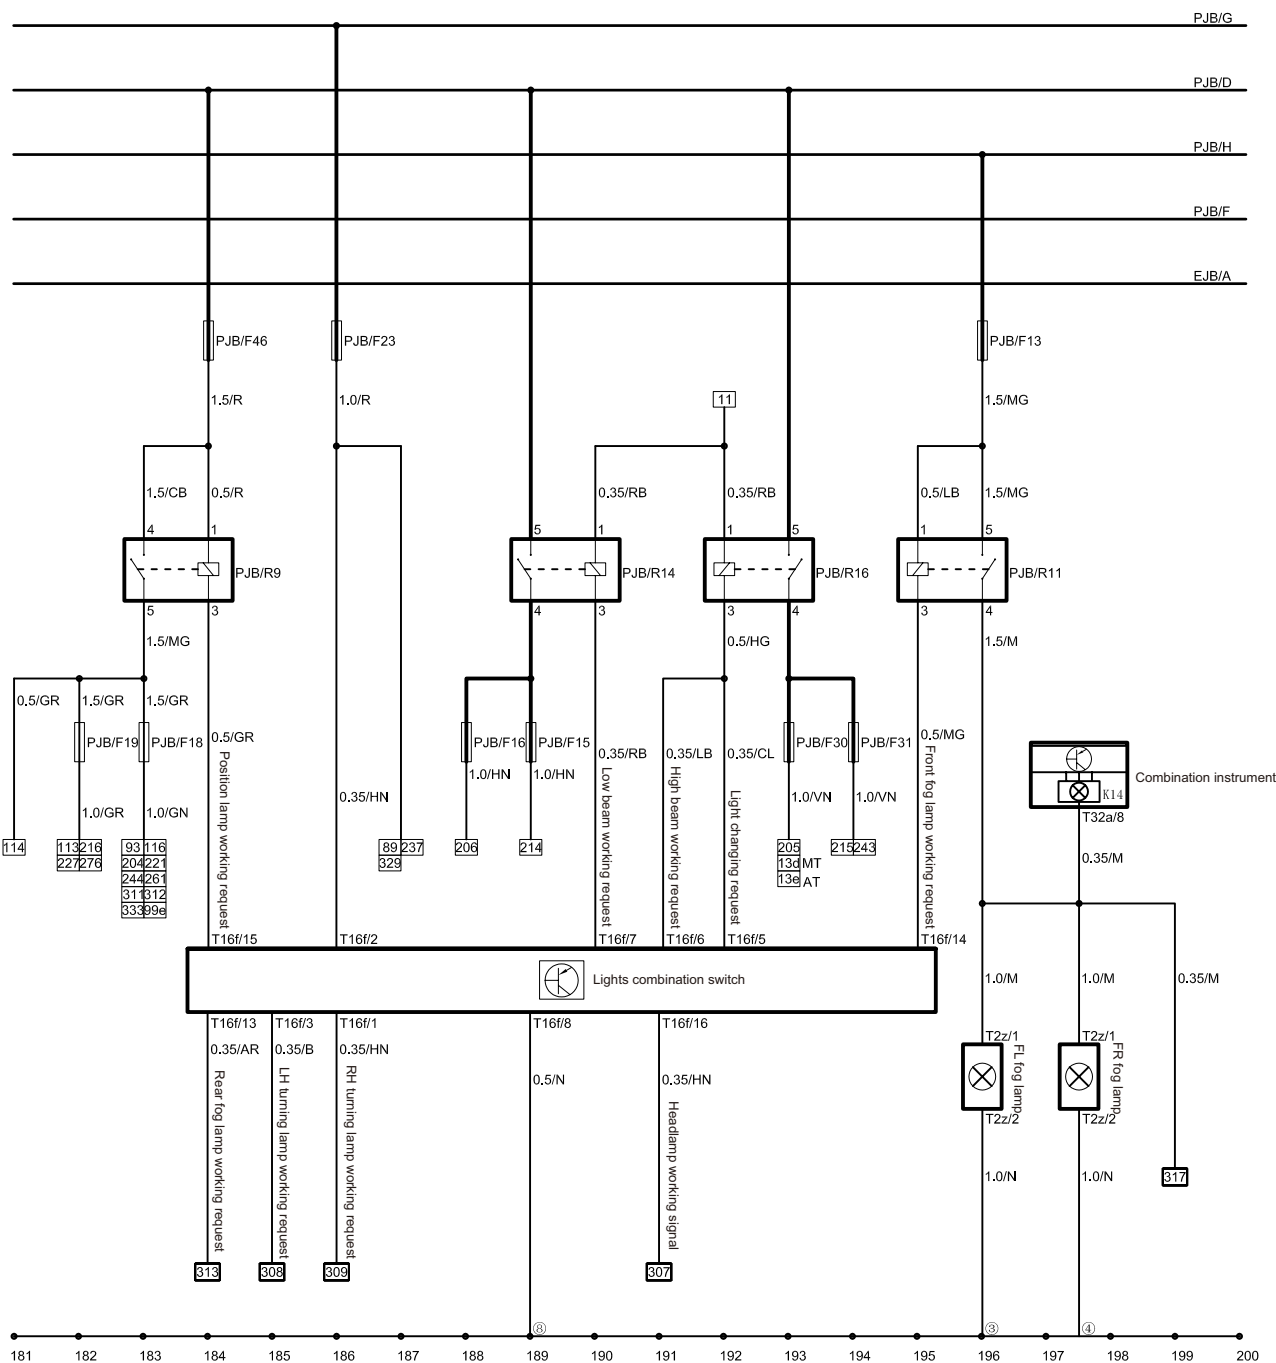 PJB/G
PJB/D
PJB/H
PJB/F
EJB/A
PJB/F46
PJB/F23
PJB/F13
1.5/R
1.0/R
11
1.5/MG
1.5/CB
0.5/R
0.35/RB
0.35/RB
0.5/LB
1.5/MG
4
1
5
1
1
5
1
5
PJB/R9
PJB/R14
PJB/R16
PJB/R11
5
3
4
3
3
4
3
4
1.5/MG
0.5/HG
1.5/M
0.5/GR
1.5/GR
1.5/GR
PJB/F19
PJB/F18
0.5/GR
PJB/F16
PJB/F15
0.35/RB
0.35/LB
0.35/CL
PJB/F30
PJB/F31
0.5/MG
1.0/HN
1.0/HN
0.35/HN
1.0/VN
1.0/VN
1.0/GR
1.0/GN
Position lamp working request
Low beam working request
High beam working request
Light changing request
Front fog lamp working request
Combination instrument
K14
T32a/8
0.35/M
114
113 216
227 276
93 116
204 221
244 261
311 312
333 99e
89 237
329
206
214
205
13d MT
13e AT
215 243
T16f/15
T16f/2
T16f/7
T16f/6
T16f/5
T16f/14
Lights combination switch
1.0/M
1.0/M
0.35/M
T16f/13
T16f/3
T16f/1
T16f/8
T16f/16
0.35/AR
0.35/B
0.35/HN
0.5/N
0.35/HN
Rear fog lamp working request
LH turning lamp working request
RH turning lamp working request
Headlamp working signal
T2z/1
T2z/1
FL fog lamp
FR fog lamp
T2z/2
T2z/2
1.0/N
1.0/N
317
313
308
309
307
⑧
③
④
181 182 183 184 185 186 187 188 189 190 191 192 193 194 195 196 197 198 199 200